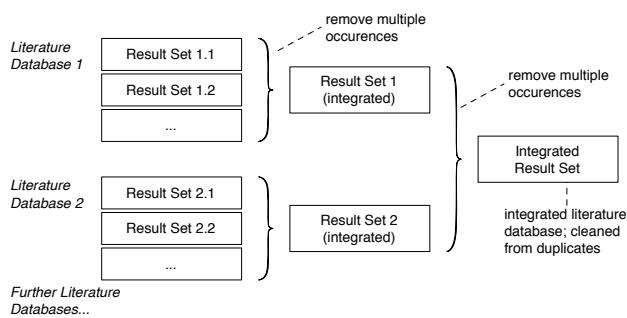 remove multiple
occurences
Literature
Database 1
Result Set 1.1
Result Set 1.2
...
Result Set 1
(integrated)
remove multiple
occurences
Integrated
Result Set
integrated literature
database; cleaned
from duplicates
Literature
Database 2
Result Set 2.1
Result Set 2.2
...
Result Set 2
(integrated)
Further Literature
Databases...